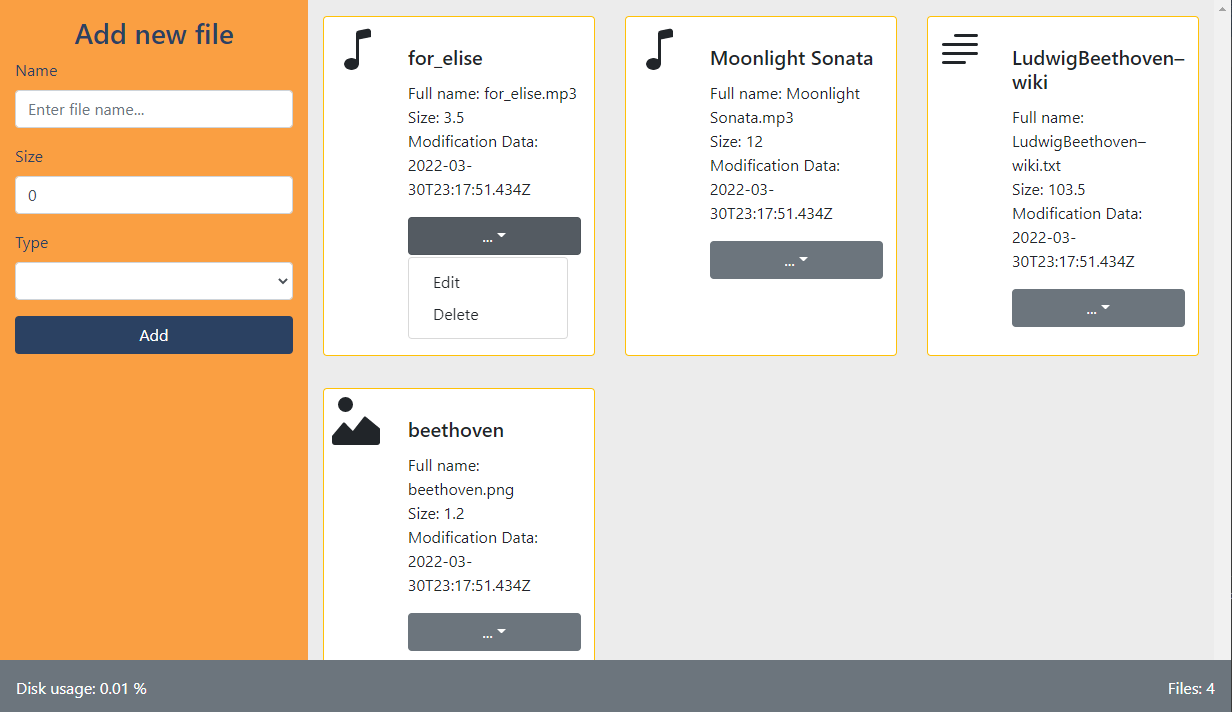 Add new file
Name
Enter file name...
Size
0
Type
Add
for_elise
Full name: for_elise.mp3
Size: 3.5
Modification Data:
2022-03-
30T23:17:51.434Z
...
Edit
Delete
Moonlight Sonata
Full name: Moonlight
Sonata.mp3
Size: 12
Modification Data:
2022-03-
30T23:17:51.434Z
...
LudwigBeethoven–
wiki
Full name:
LudwigBeethoven–
wiki.txt
Size: 103.5
Modification Data:
2022-03-
30T23:17:51.434Z
...
beethoven
Full name:
beethoven.png
Size: 1.2
Modification Data:
2022-03-
30T23:17:51.434Z
...
Disk usage: 0.01 %
Files: 4